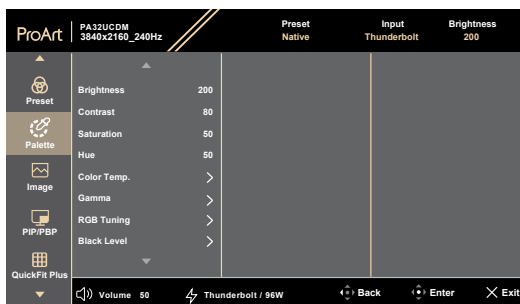 ProArt
PA32UCDM
3840x2160_240Hz
Preset
Native
Input
Thunderbolt
Brightness
200
Preset
Palette
Image
PIP/PBP
QuickFit Plus
Brightness 200
Contrast 80
Saturation 50
Hue 50
Color Temp.
Gamma
RGB Tuning
Black Level
Volume 50
Thunderbolt / 96W
Back
Enter
Exit